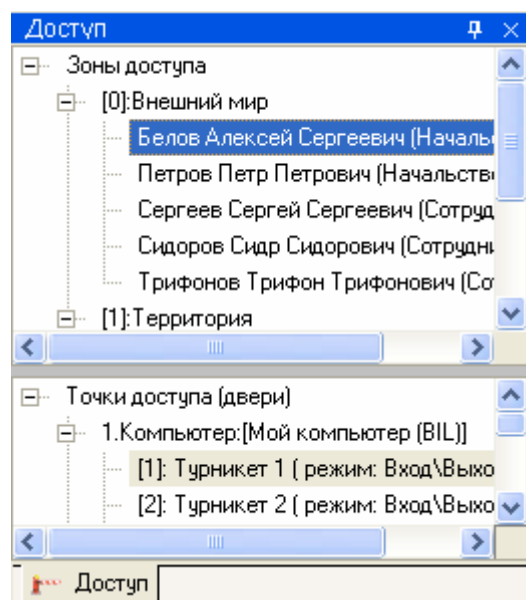 Доступ
Зоны доступа
[0]:Внешний мир
Белов Алексей Сергеевич (Началь
Петров Петр Петрович (Начальств
Сергеев Сергей Сергеевич (Сотруд
Сидоров Сидр Сидорович (Сотрудн
Трифонов Трифон Трифонович (Со
[1]:Территория
Точки доступа (двери)
1.Компьютер:[Мой компьютер (BIL)]
[1]: Турникет 1 ( режим: Вход\Выхо
[2]: Турникет 2 ( режим: Вход\Выхо
Доступ